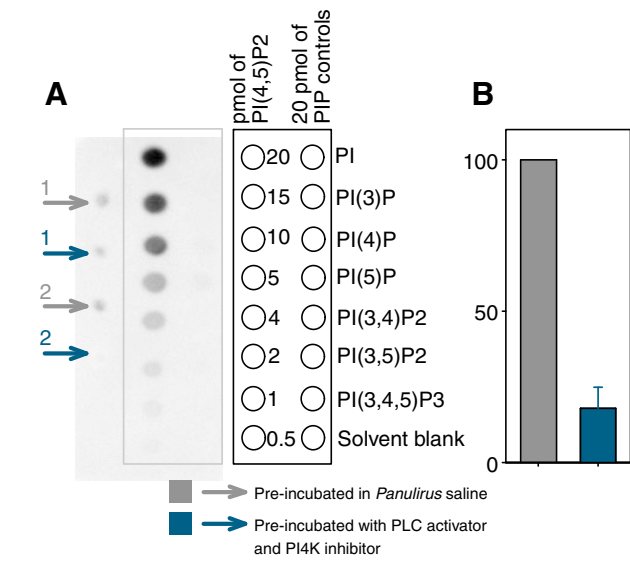 A
pmol of
PI(4,5)P2
20 pmol of
PIP controls
B
1
1
2
2
20 PI
15 PI(3)P
10 PI(4)P
5 PI(5)P
4 PI(3,4)P2
2 PI(3,5)P2
1 PI(3,4,5)P3
0.5 Solvent blank
100
50
0
Pre-incubated in Panulirus saline
Pre-incubated with PLC activator
and PI4K inhibitor